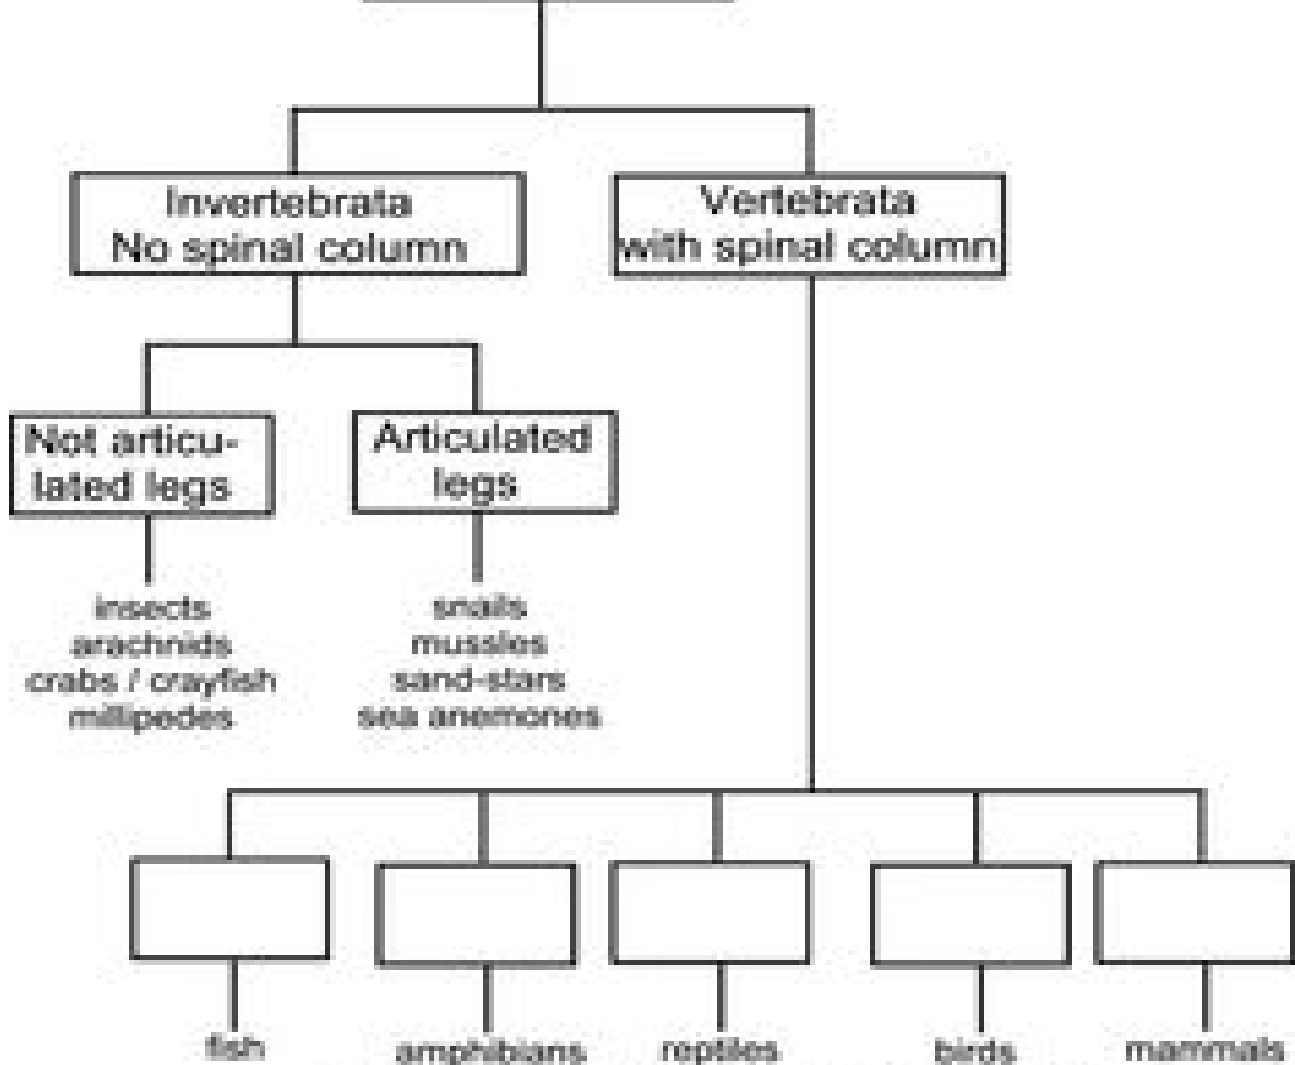 Invertebrata
No spinal column
Vertebrata
with spinal column
Not articu-
lated legs
Articulated
legs
insects
arachnids
crabs / crayfish
millipedes
snails
mussles
sand-stars
sea anemones
fish
amphibians
reptiles
birds
mammals